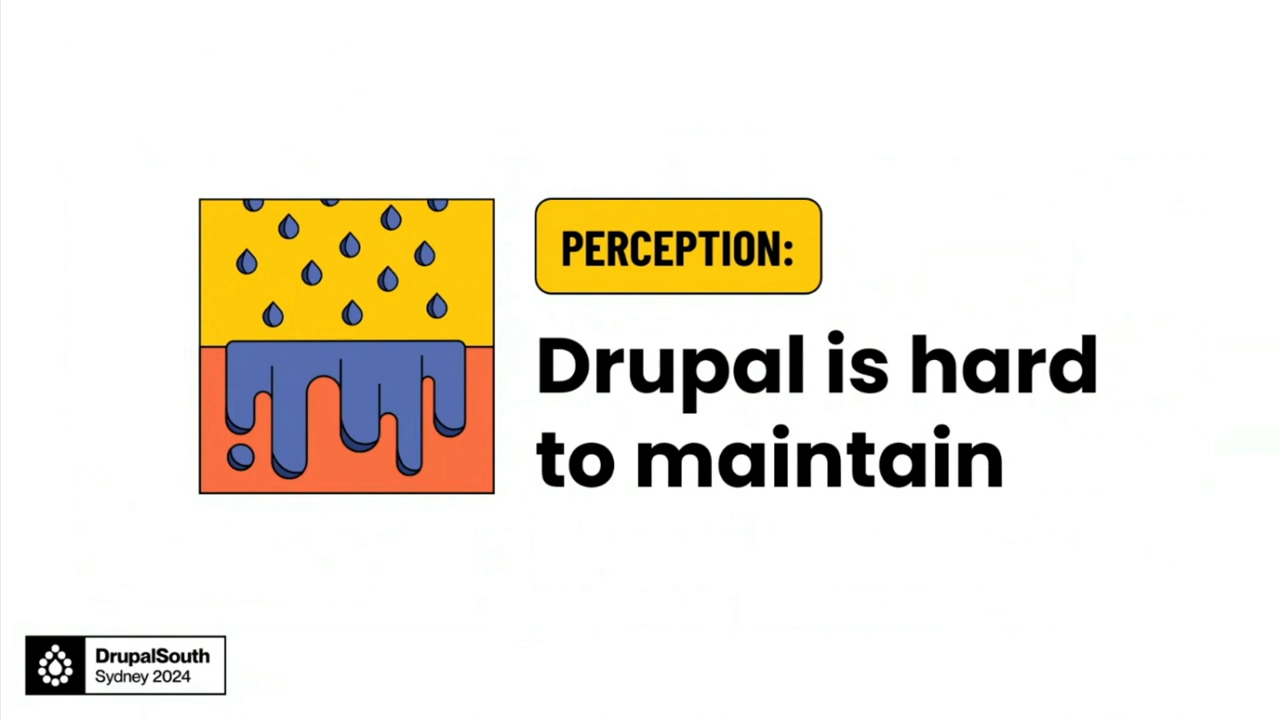 PERCEPTION:
Drupal is hard
to maintain
DrupalSouth
Sydney 2024